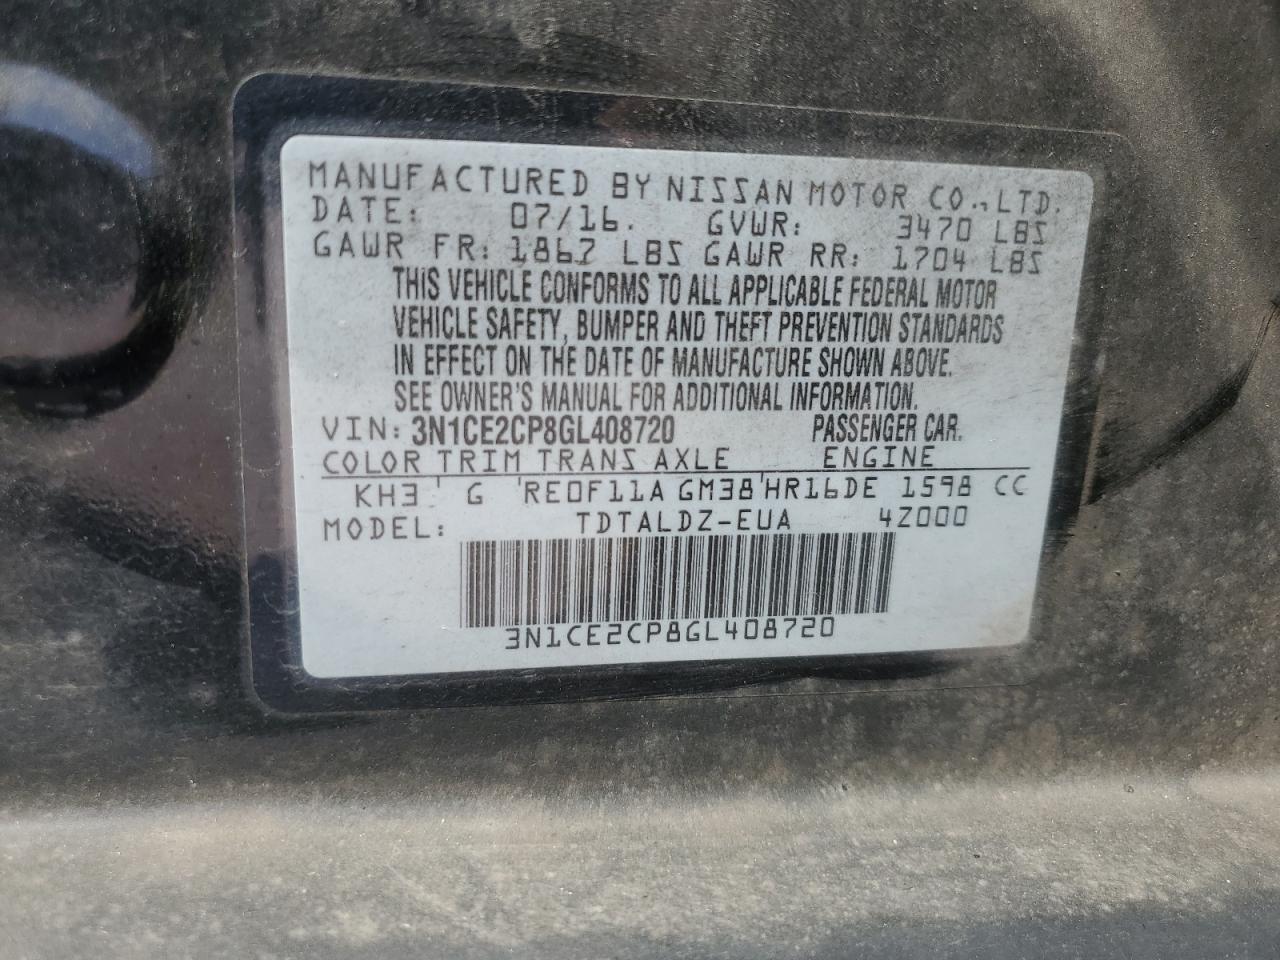 MANUFACTURED BY NISSAN MOTOR CO.,LTD.
DATE: 07/16. GVWR: 3470 LBS
GAWR FR: 1867 LBS GAWR RR: 1704 LBS
THIS VEHICLE CONFORMS TO ALL APPLICABLE FEDERAL MOTOR
VEHICLE SAFETY, BUMPER AND THEFT PREVENTION STANDARDS
IN EFFECT ON THE DATE OF MANUFACTURE SHOWN ABOVE.
SEE OWNER'S MANUAL FOR ADDITIONAL INFORMATION.
VIN: 3N1CE2CP8GL408720 PASSENGER CAR.
COLOR TRIM TRANS AXLE ENGINE
KH3 G RE0F11A GM38 HR16DE 1598 CC
MODEL: TDTALDZ-EUA 4Z000
3N1CE2CP8GL408720